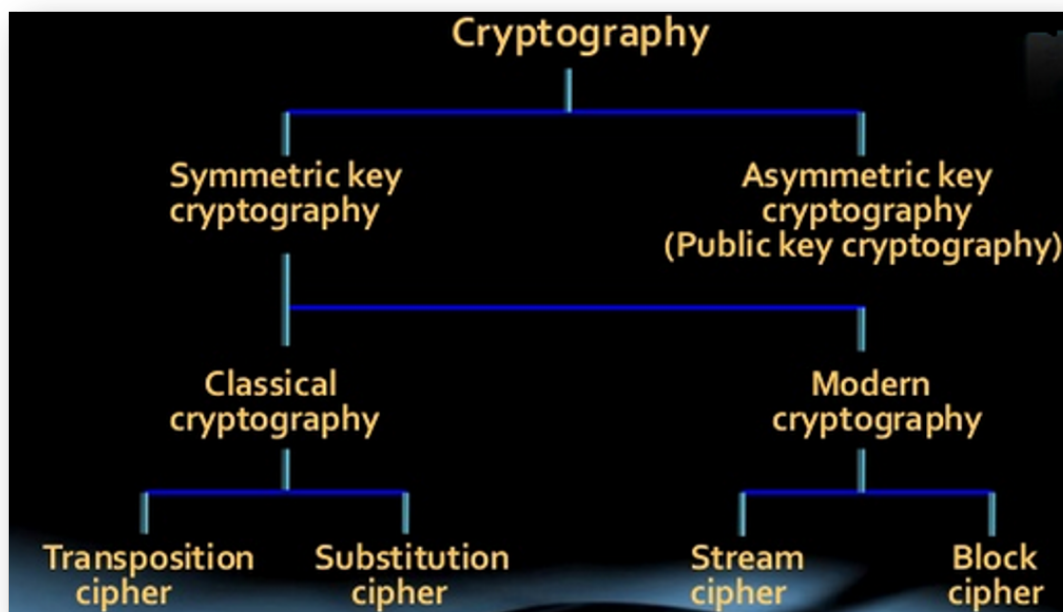 Cryptography
Symmetric key
cryptography
Asymmetric key
cryptography
(Public key cryptography)
Classical
cryptography
Modern
cryptography
Transposition
cipher
Substitution
cipher
Stream
cipher
Block
cipher